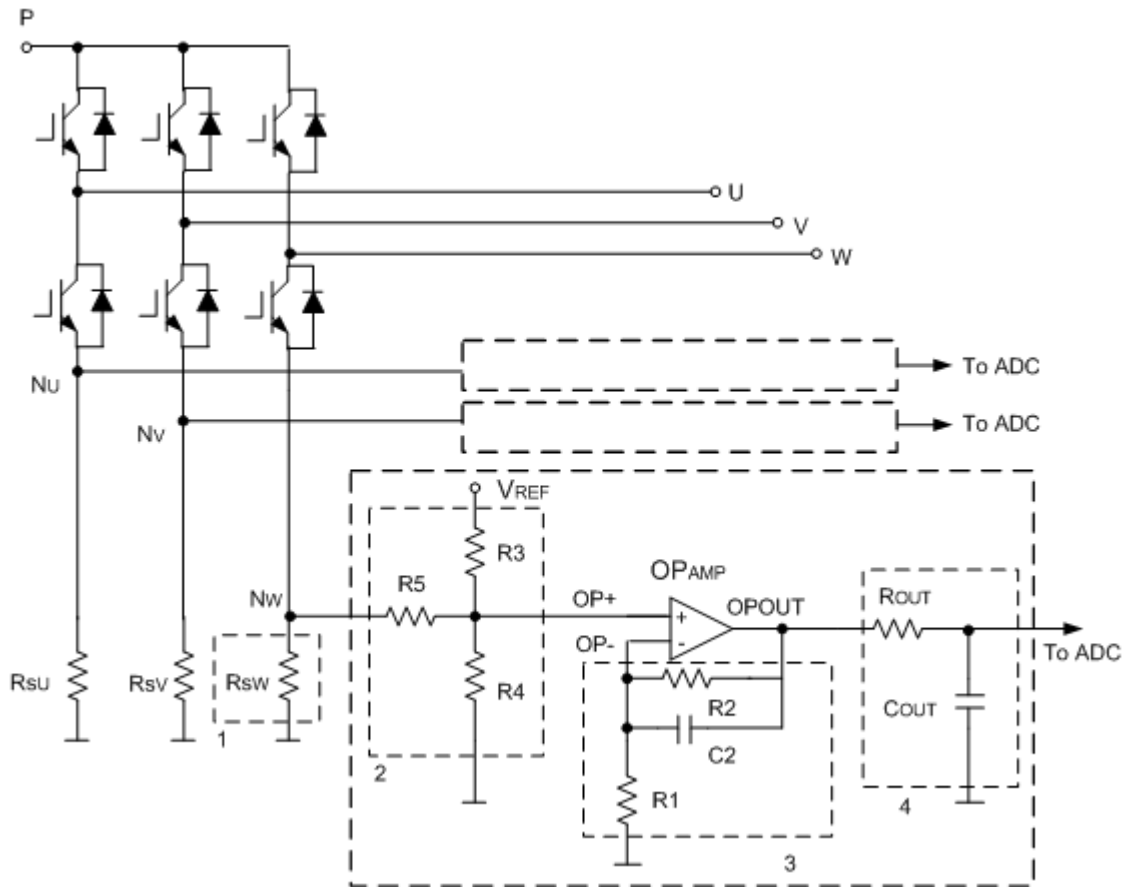 P
U
V
W
NU
To ADC
NV
To ADC
VREF
R3
R5
NW
OP+
OPAMP
OPOUT
ROUT
OP-
To ADC
RSU
RSV
RSW
R4
R2
COUT
1
C2
2
R1
4
3